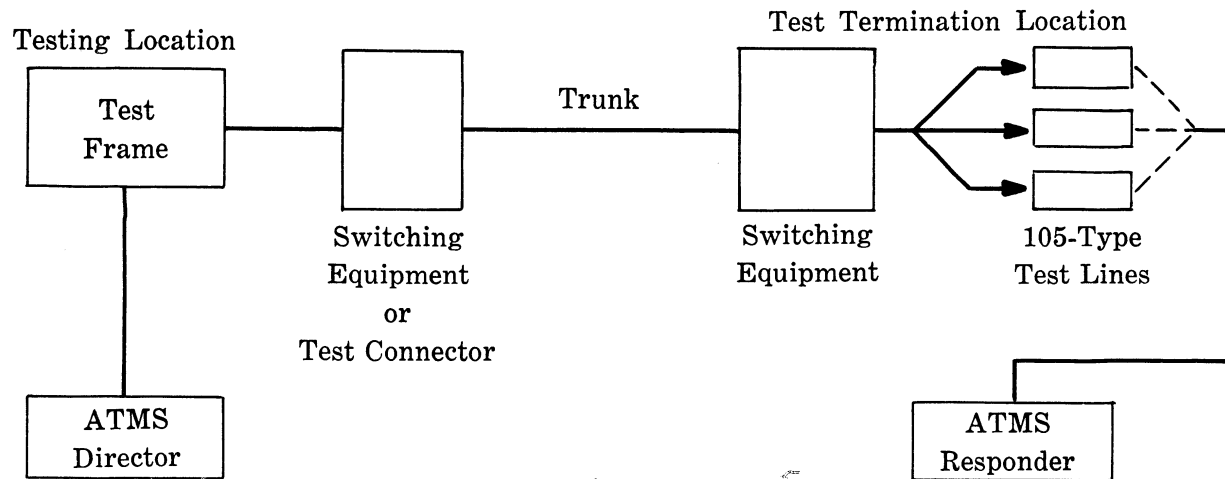 Testing Location
Test Termination Location
Test
Frame
Trunk
Switching
Equipment
or
Test Connector
Switching
Equipment
105-Type
Test Lines
ATMS
Director
ATMS
Responder